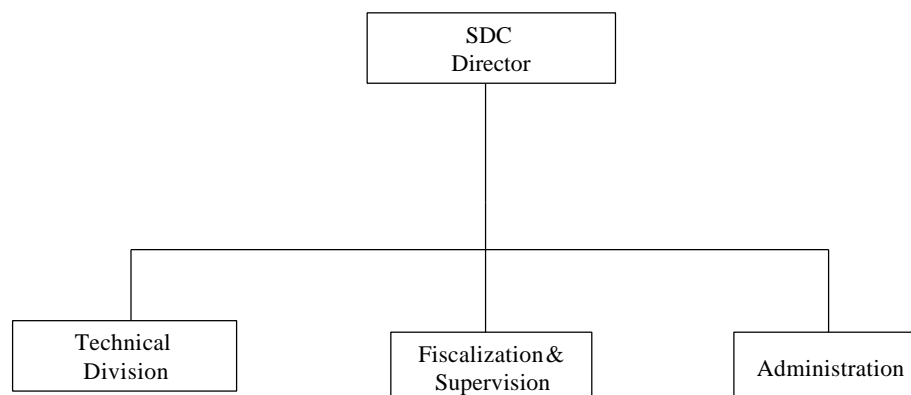 SDC
Director
Technical
Division
Fiscalization &
Supervision
Administration